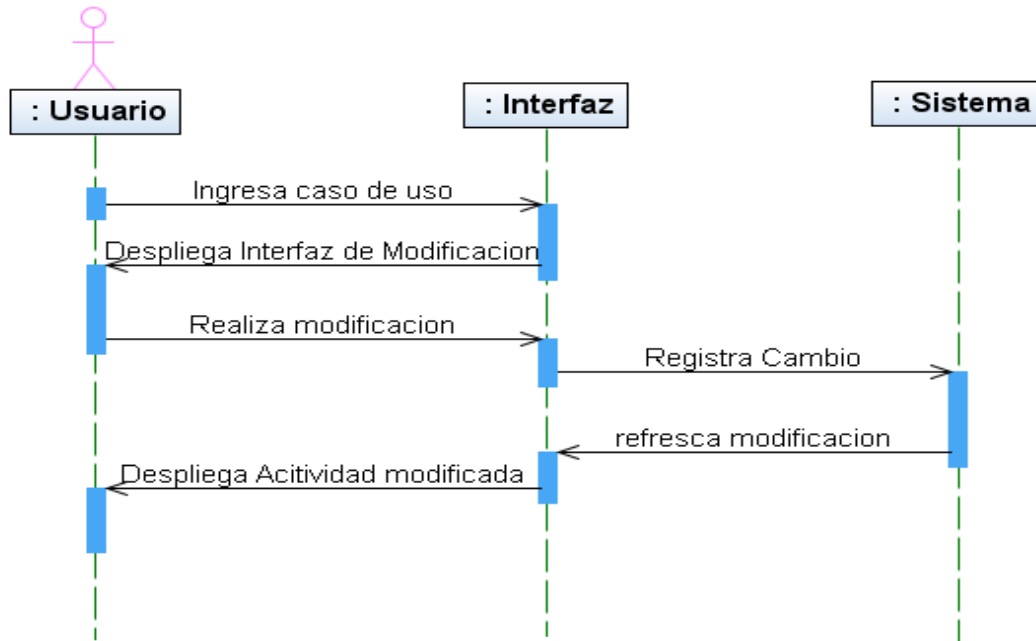 : Usuario
: Interfaz
: Sistema
Ingresa caso de uso
Despliega Interfaz de Modificacion
Realiza modificacion
Registra Cambio
refresca modificacion
Despliega Acitividad modificada